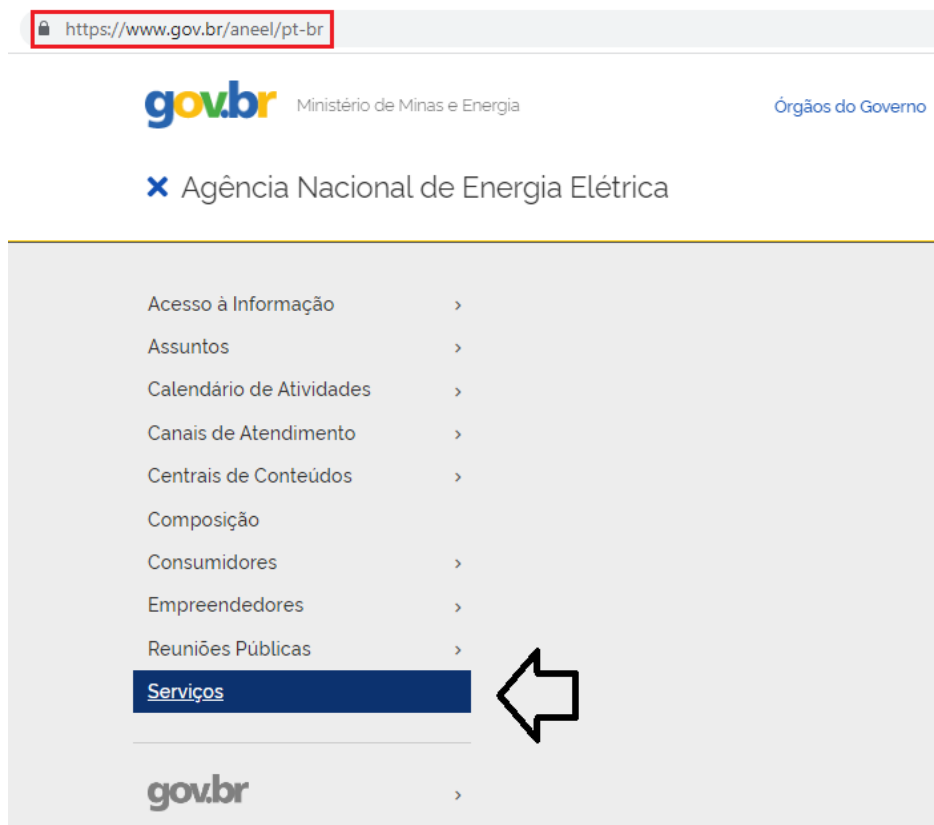 https://www.gov.br/aneel/pt-br
gov.br Ministério de Minas e Energia Órgãos do Governo
Agência Nacional de Energia Elétrica
Acesso à Informação
Assuntos
Calendário de Atividades
Canais de Atendimento
Centrais de Conteúdos
Composição
Consumidores
Empreendedores
Reuniões Públicas
Serviços
gov.br